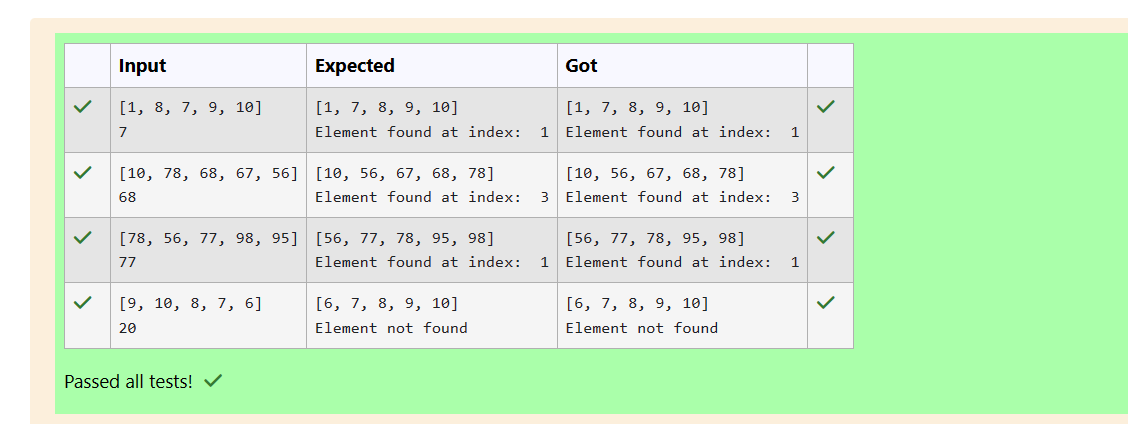 Input Expected Got
[1, 8, 7, 9, 10] [1, 7, 8, 9, 10] [1, 7, 8, 9, 10]
7 Element found at index:  1 Element found at index:  1
[10, 78, 68, 67, 56] [10, 56, 67, 68, 78] [10, 56, 67, 68, 78]
68 Element found at index:  3 Element found at index:  3
[78, 56, 77, 98, 95] [56, 77, 78, 95, 98] [56, 77, 78, 95, 98]
77 Element found at index:  1 Element found at index:  1
[9, 10, 8, 7, 6] [6, 7, 8, 9, 10] [6, 7, 8, 9, 10]
20 Element not found Element not found
Passed all tests!